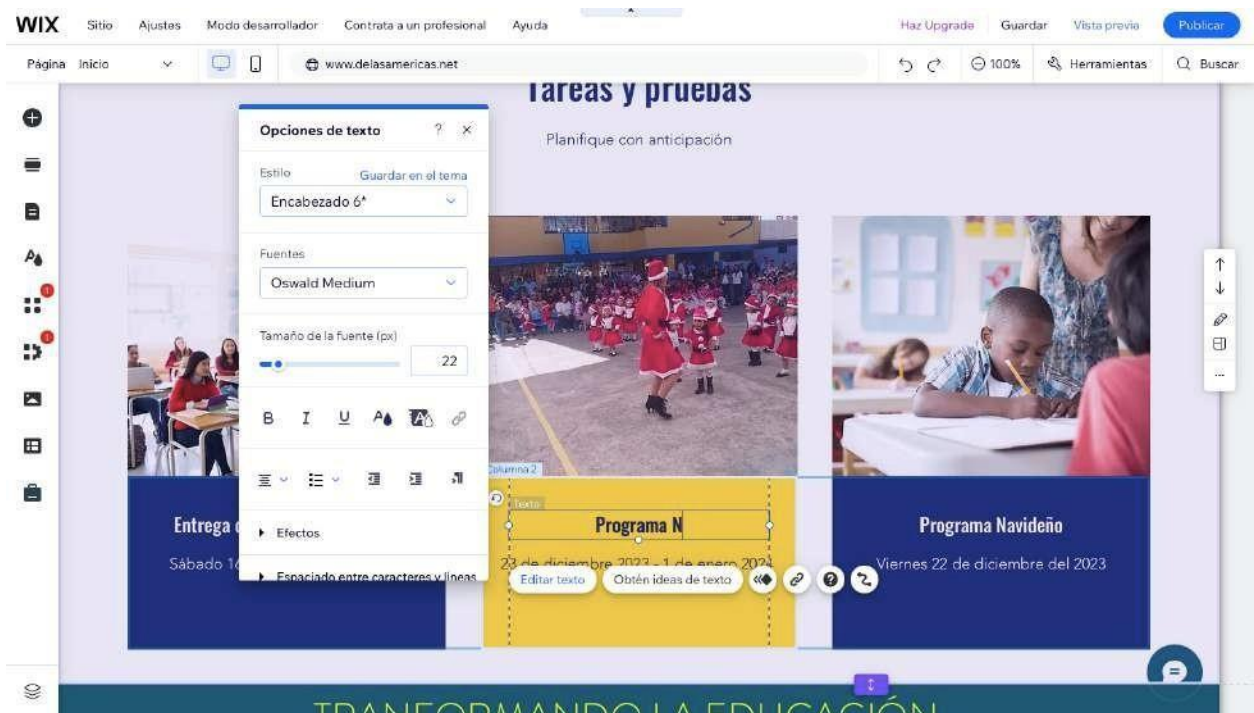 WIX Sitio Ajustes Modo desarrollador Contrata a un profesional Ayuda Haz Upgrade Guardar Vista previa Publicar
Página Inicio www.delasamericas.net 100% Herramientas Buscar
Tareas y pruebas
Planifique con anticipación
Opciones de texto ? ×
Estilo Guardar en el tema
Encabezado 6*
Fuentes
Oswald Medium
Tamaño de la fuente (px)
22
B I U
Efectos
Espaciado entre caracteres y líneas
1
1
Columna 2
Texto
Entrega
Sábado 16
Programa N
23 de diciembre 2023 - 1 de enero 2024
Editar texto Obtén ideas de texto
Programa Navideño
Viernes 22 de diciembre del 2023
TRANFORMANDO LA EDUCACIÓN